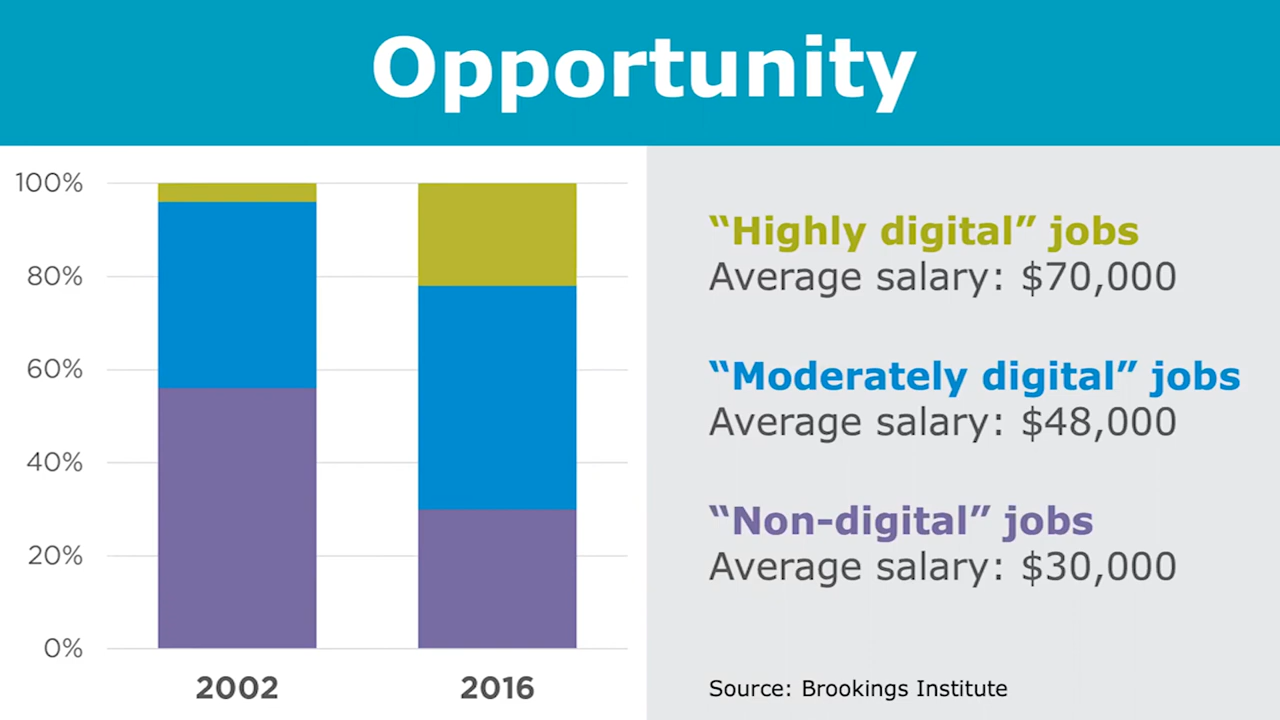 Opportunity
100%
80%
60%
40%
20%
0%
2002
2016
“Highly digital” jobs
Average salary: $70,000
“Moderately digital” jobs
Average salary: $48,000
“Non-digital” jobs
Average salary: $30,000
Source: Brookings Institute